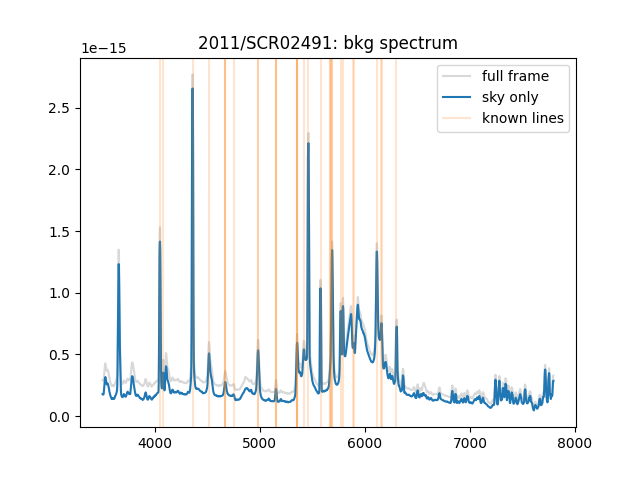 2011/SCR02491: bkg spectrum
1e−15
full frame
sky only
known lines
2.5
2.0
1.5
1.0
0.5
0.0
4000 5000 6000 7000 8000